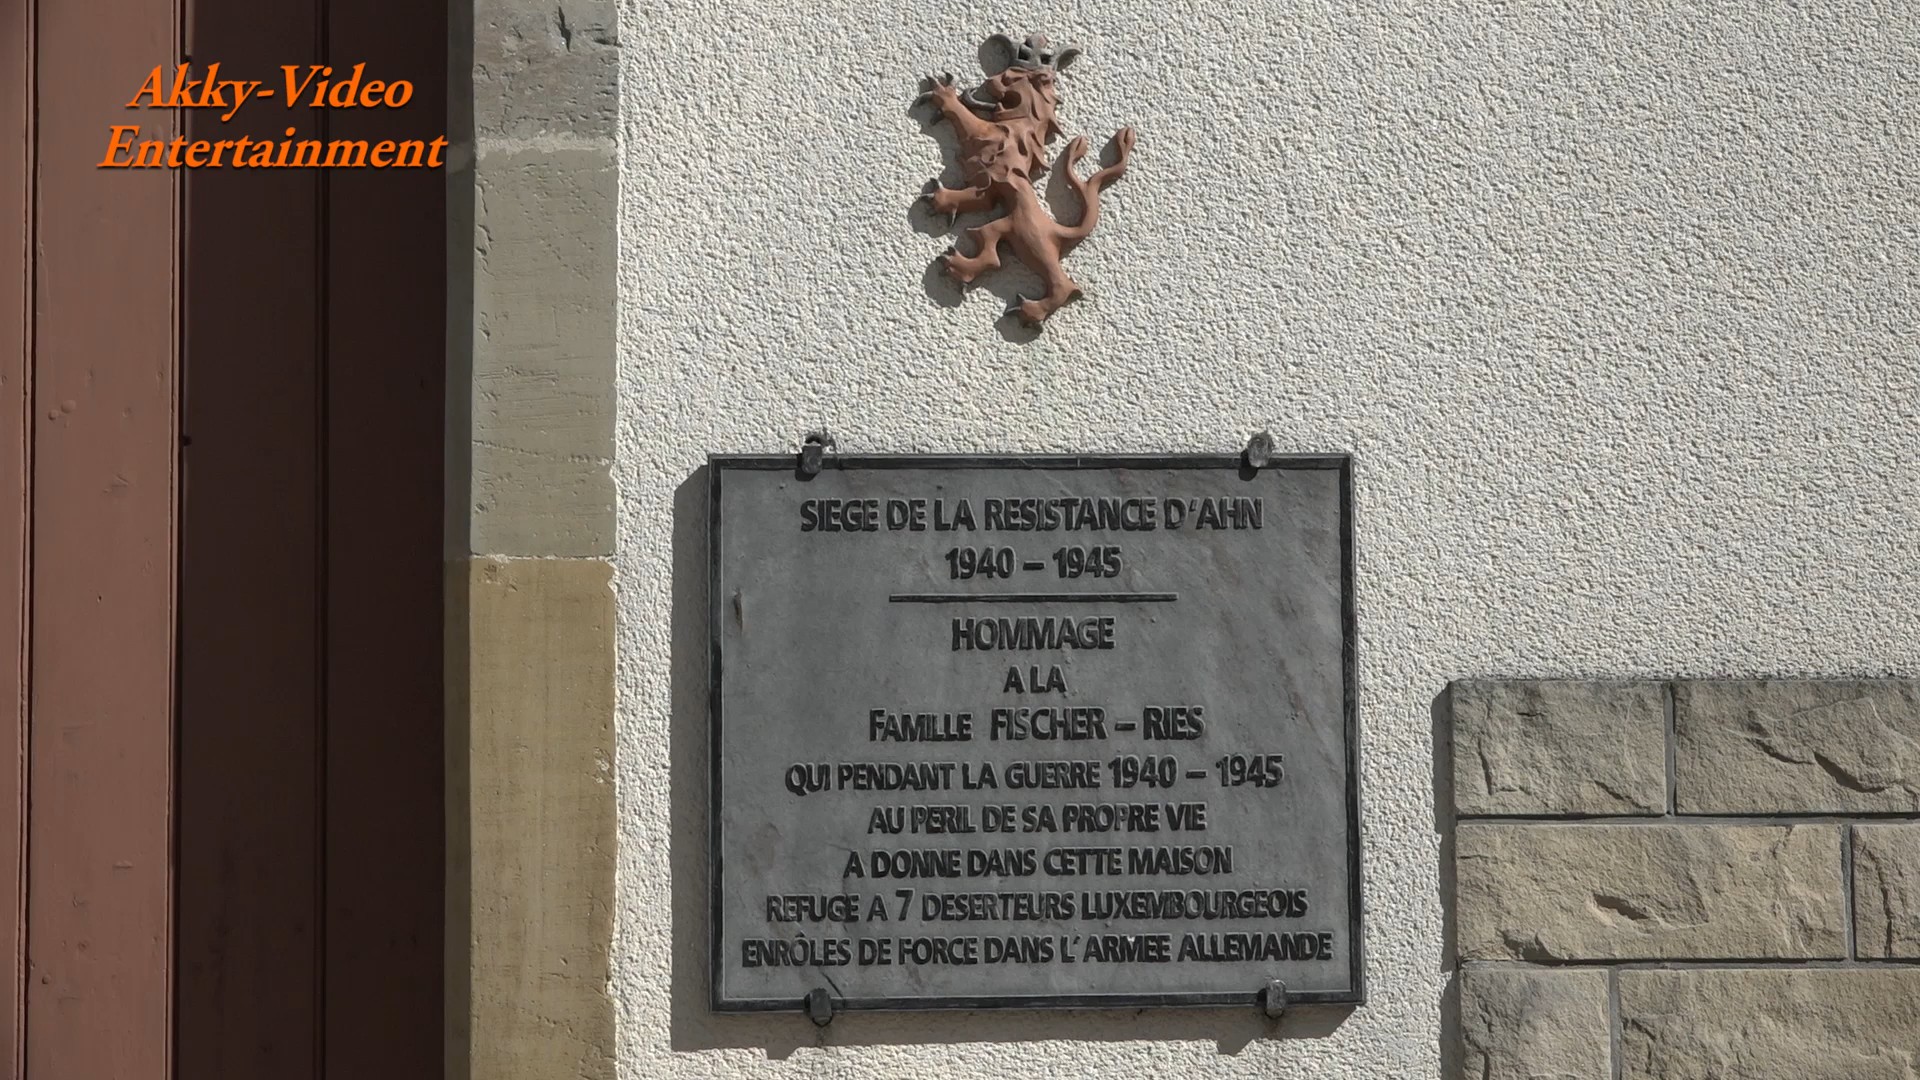 Akky-Video
Entertainment
SIEGE DE LA RESISTANCE D'AHN
1940 – 1945
HOMMAGE
A LA
FAMILLE FISCHER – RIES
QUI PENDANT LA GUERRE 1940 – 1945
AU PERIL DE SA PROPRE VIE
A DONNE DANS CETTE MAISON
REFUGE A 7 DESERTEURS LUXEMBOURGEOIS
ENRÔLES DE FORCE DANS L'ARMEE ALLEMANDE